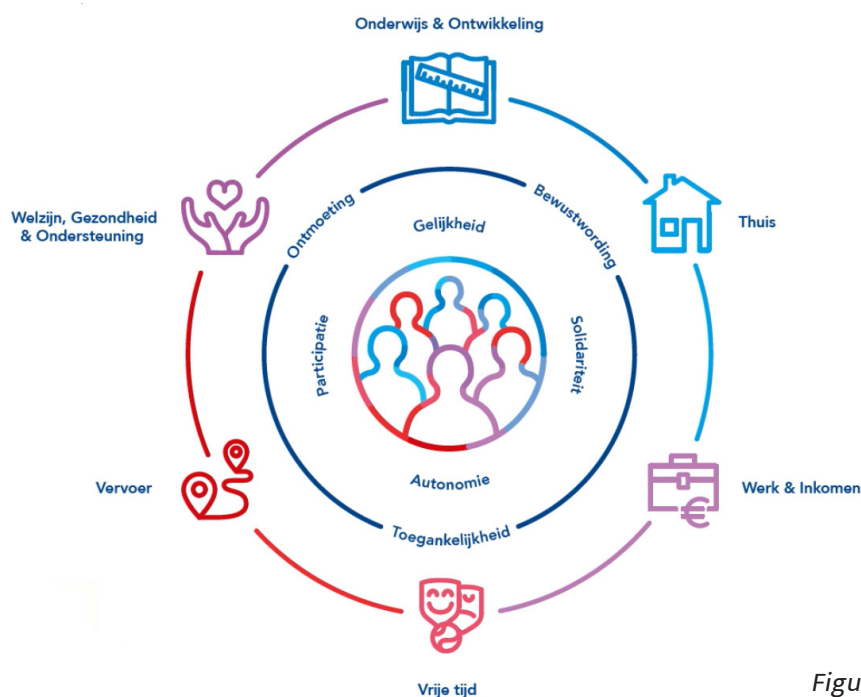 Onderwijs & Ontwikkeling
Welzijn, Gezondheid
& Ondersteuning
Ontmoeting
Bewustwording
Thuis
Gelijkheid
Participatie
Solidariteit
Autonomie
Toegankelijkheid
Vervoer
Werk & Inkomen
Vrije tijd
Figu